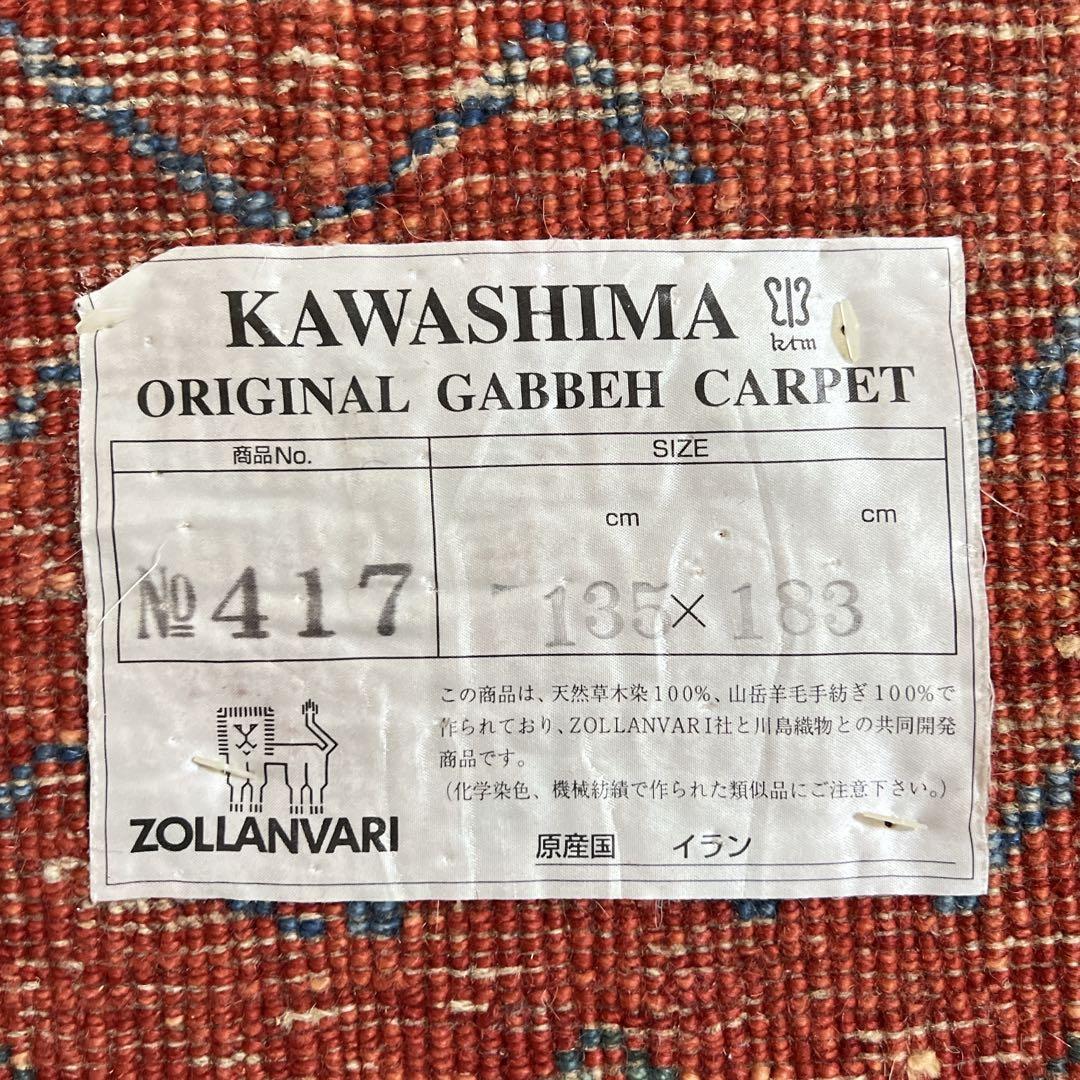 KAWASHIMA
ktm
ORIGINAL GABBEH CARPET
商品No.
SIZE
cm
cm
№417
135×183
この商品は、天然草木染100%、山岳羊毛手紡ぎ100%で
作られており、ZOLLANVARI社と川島織物との共同開発
商品です。
(化学染色、機械紡績で作られた類似品にご注意下さい。)
ZOLLANVARI
原産国 イラン